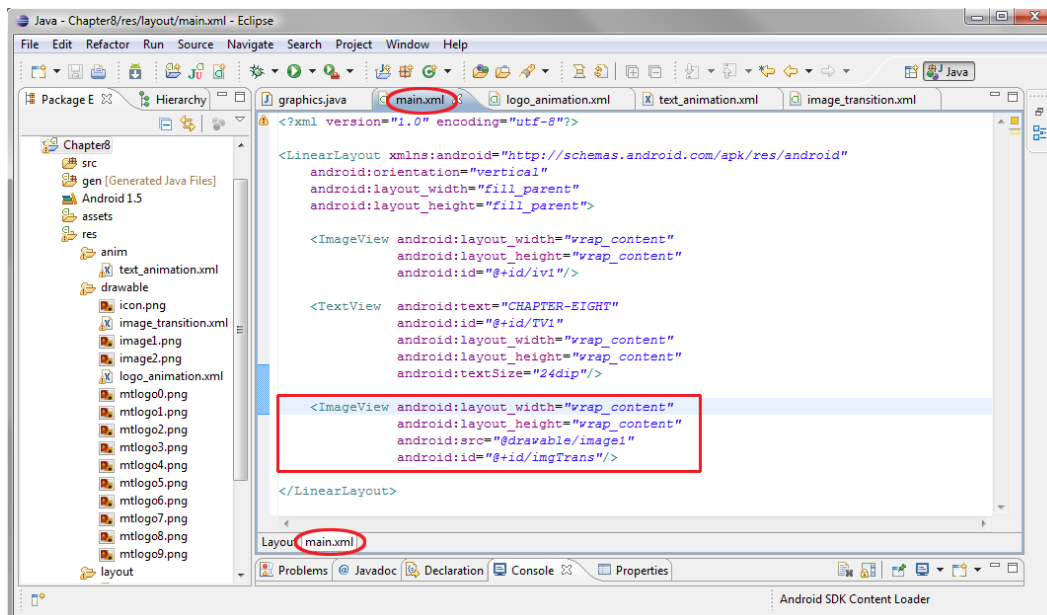 Java - Chapter8/res/layout/main.xml - Eclipse
File Edit Refactor Run Source Navigate Search Project Window Help
Java
Package E Hierarchy
graphics.java main.xml logo_animation.xml text_animation.xml image_transition.xml
Chapter8
src
gen [Generated Java Files]
Android 1.5
assets
res
anim
text_animation.xml
drawable
icon.png
image_transition.xml
image1.png
image2.png
logo_animation.xml
mtlogo0.png
mtlogo1.png
mtlogo2.png
mtlogo3.png
mtlogo4.png
mtlogo5.png
mtlogo6.png
mtlogo7.png
mtlogo8.png
mtlogo9.png
layout
<?xml version="1.0" encoding="utf-8"?>
<LinearLayout xmlns:android="http://schemas.android.com/apk/res/android"
android:orientation="vertical"
android:layout_width="fill_parent"
android:layout_height="fill_parent">
<ImageView android:layout_width="wrap_content"
android:layout_height="wrap_content"
android:id="@+id/iv1"/>
<TextView android:text="CHAPTER-EIGHT"
android:id="@+id/TV1"
android:layout_width="wrap_content"
android:layout_height="wrap_content"
android:textSize="24dip"/>
<ImageView android:layout_width="wrap_content"
android:layout_height="wrap_content"
android:src="@drawable/image1"
android:id="@+id/imgTrans"/>
</LinearLayout>
Layout main.xml
Problems @ Javadoc Declaration Console Properties
Android SDK Content Loader